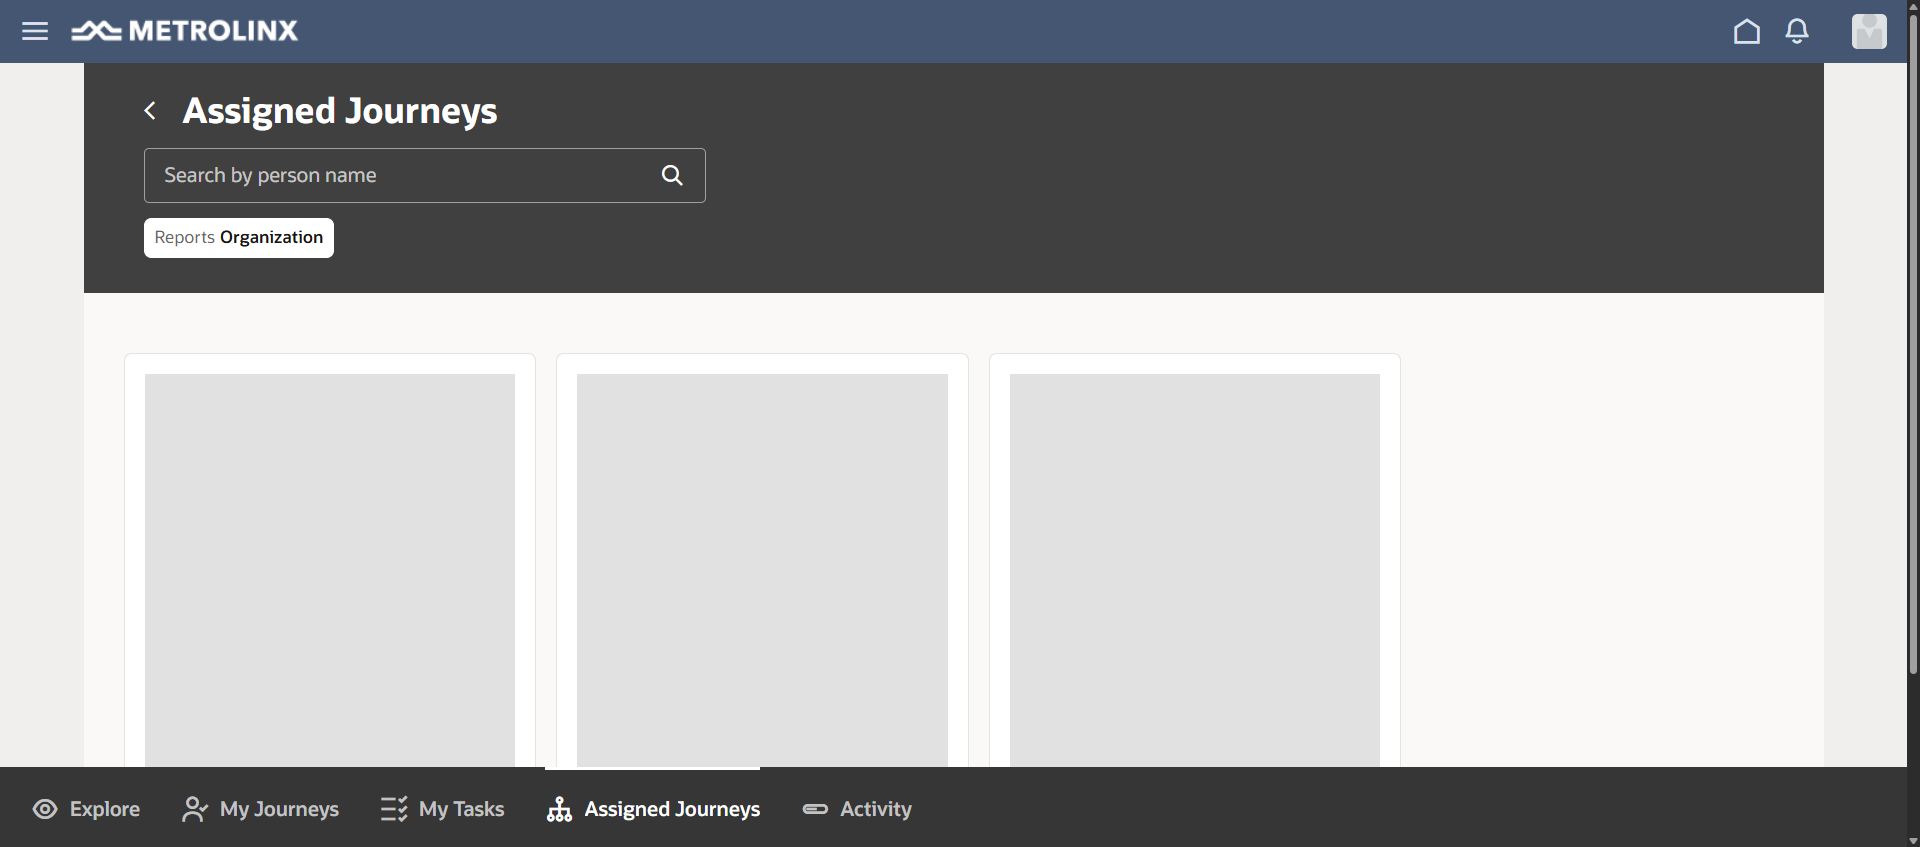 METROLINX
Assigned Journeys
Search by person name
Reports Organization
Explore
My Journeys
My Tasks
Assigned Journeys
Activity